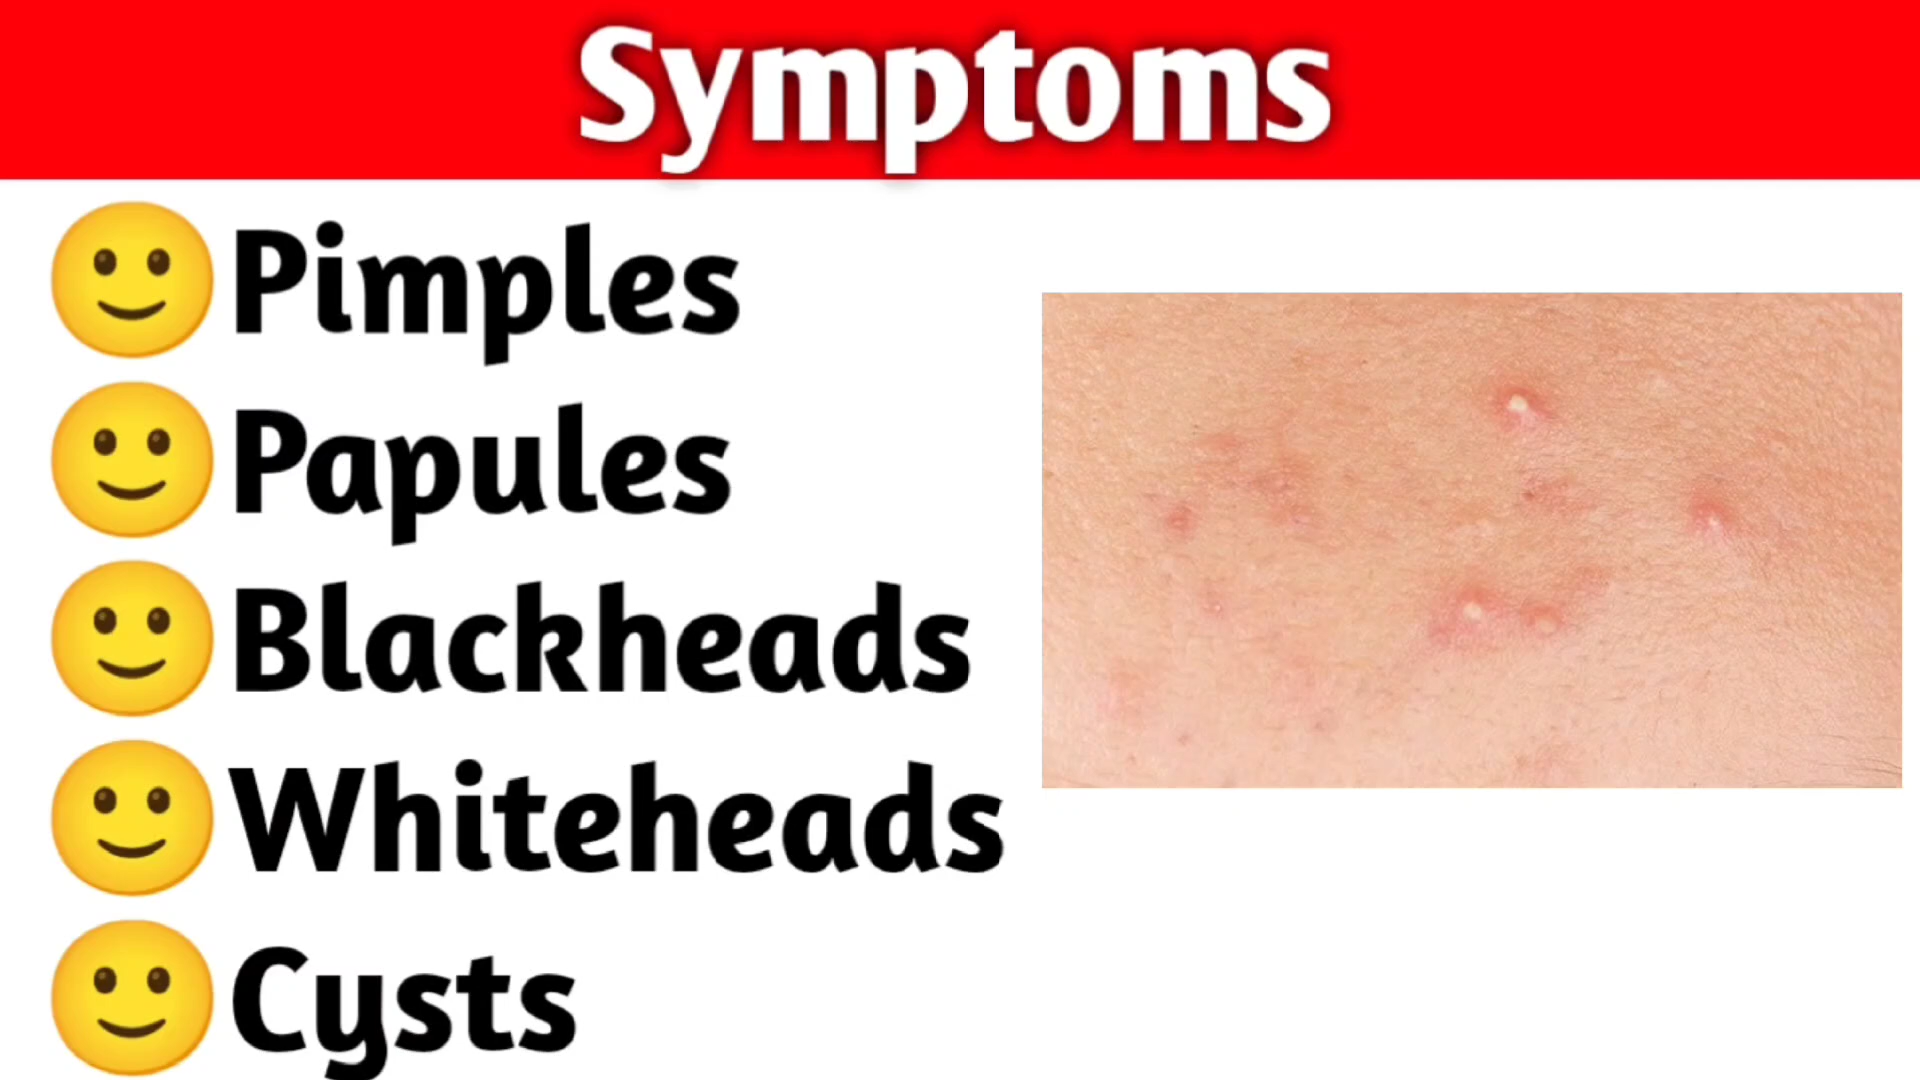 Symptoms
🙂Pimples
🙂Papules
🙂Blackheads
🙂Whiteheads
🙂Cysts